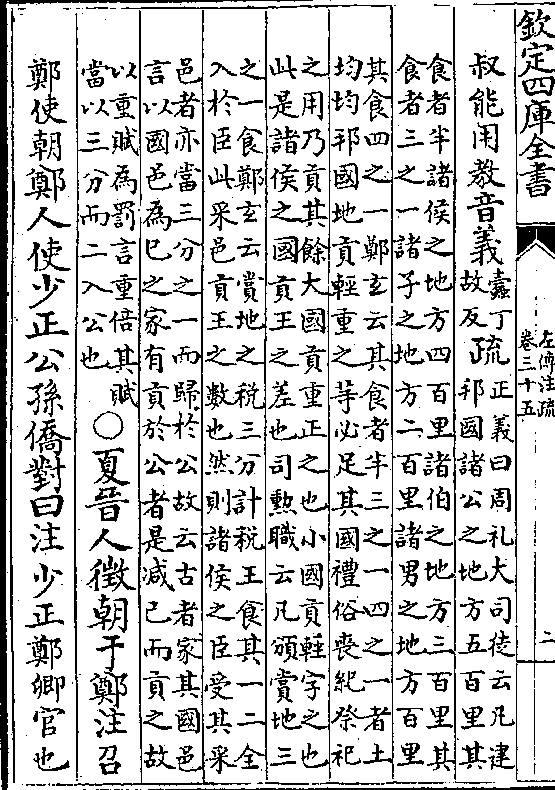 欽定四庫全書
左傳注疏
卷三十五
二
叔能用教音義蠧丁
故反疏正義曰周礼大司徒云凡建
邦國諸公之地方五百里其
食者半諸侯之地方四百里諸伯之地方三百里其
食者三之一諸子之地方二百里諸男之地方百里
其食四之一鄭玄云其食者半三之一四之一者土
均均邦國地貢輕重之等必足其國禮俗喪紀祭祀
之用乃貢其餘大國貢重正之也小國貢輕字之也
此是諸侯之國貢王之差也司勲職云凡頒賞地三
之一食鄭玄云賞地之税三分計税王食其一二全
入於臣此采邑貢王之數也然則諸侯之臣受其采
邑者亦當三分之一而歸於公故云古者家其國邑
言以國邑為已之家有貢於公者是减已而貢之故
以重賦為罰言重倍其賦
當以三分而二入公也
○夏晉人徵朝于鄭注召
鄭使朝鄭人使少正公孫僑對曰注少正鄭卿官也